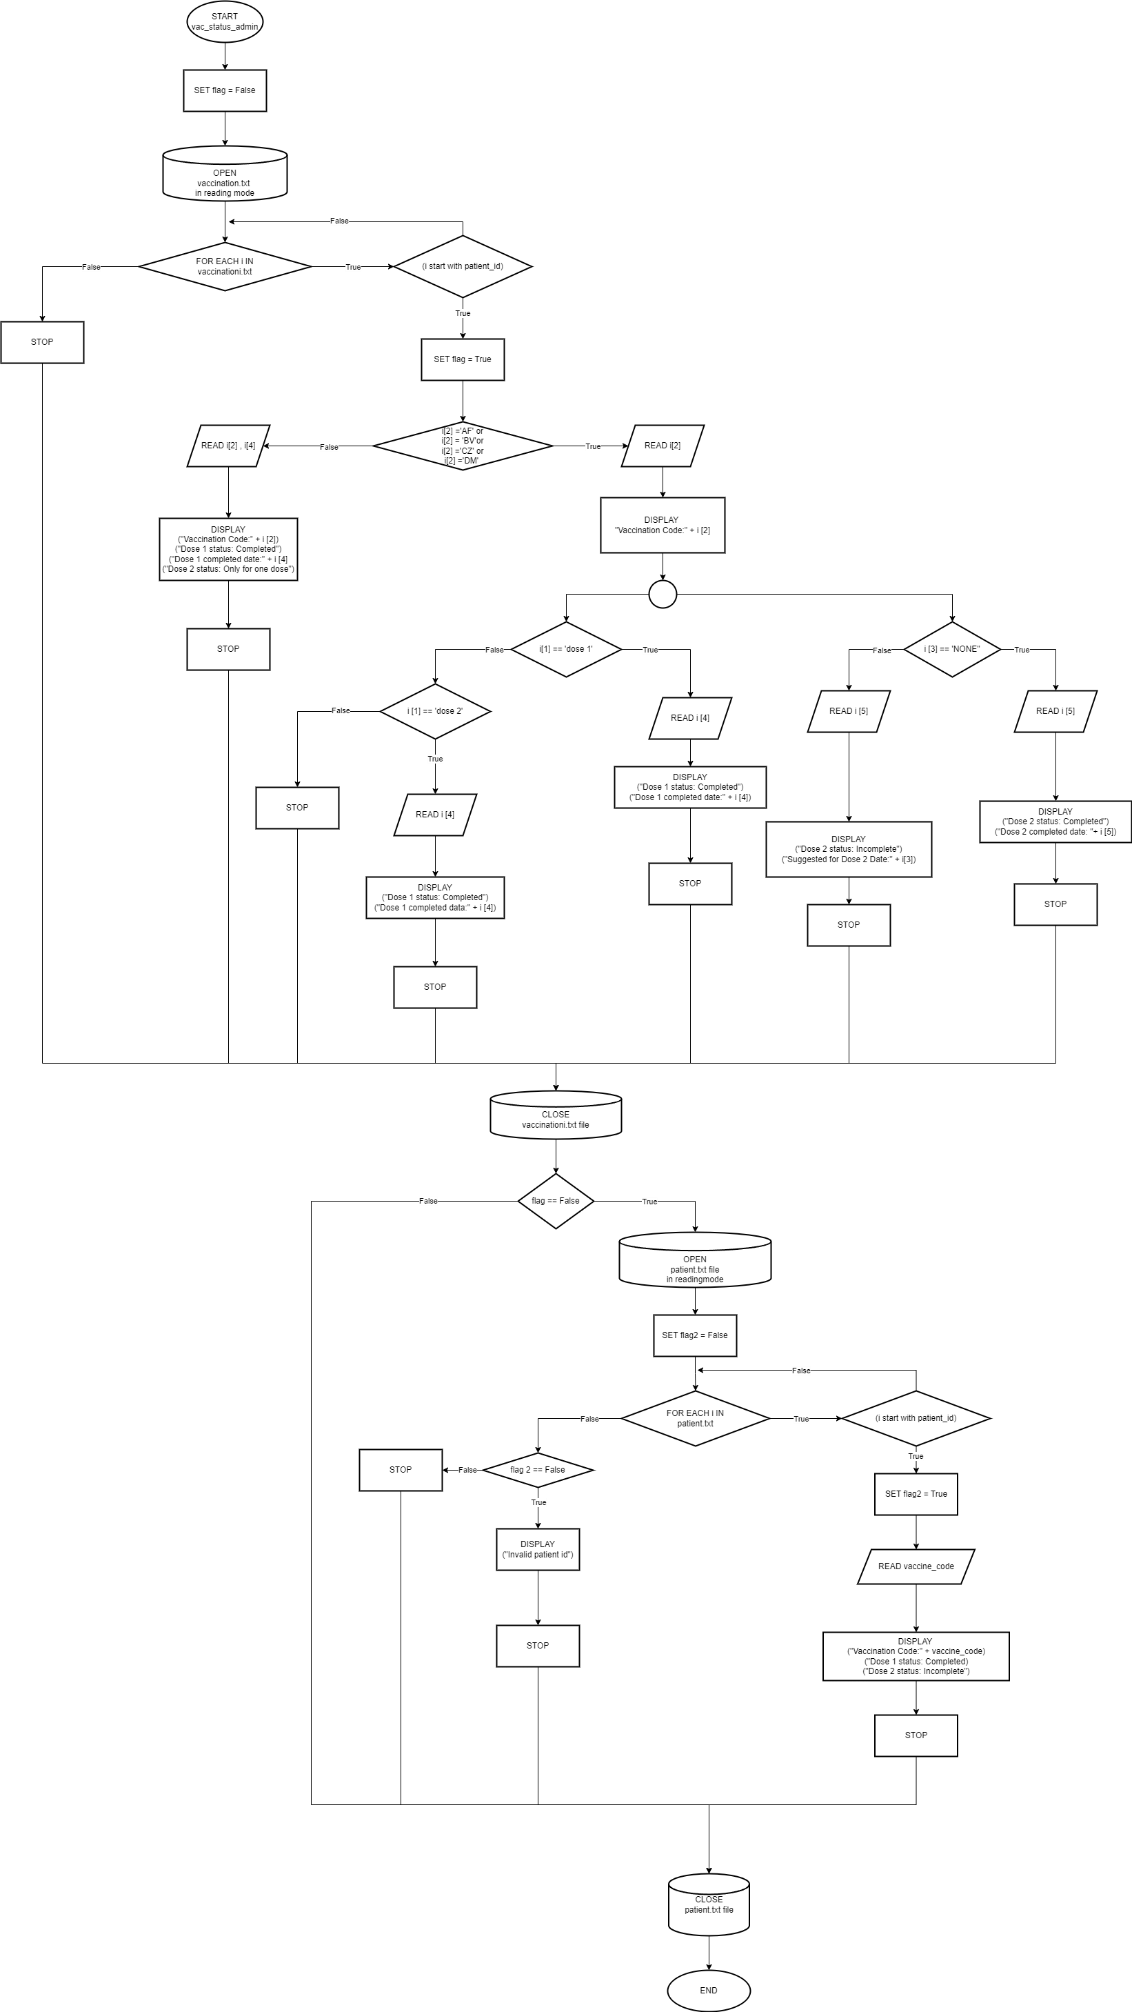 START
vac_status_admin
SET flag = False
OPEN
vaccination.txt
in reading mode
False
FOR EACH i IN
vaccinationi.txt
False
True
(i start with patient_id)
True
STOP
SET flag = True
i[2] ='AF' or
i[2] = 'BV'or
i[2] ='CZ' or
i[2] ='DM'
False
True
READ i[2] , i[4]
READ i[2]
DISPLAY
("Vaccination Code:" + i [2])
("Dose 1 status: Completed")
("Dose 1 completed date:" + i [4]
("Dose 2 status: Only for one dose")
DISPLAY
"Vaccination Code:" + i [2]
STOP
i[1] == 'dose 1'
False
True
i [3] == 'NONE"
False
True
i [1] == 'dose 2'
False
True
READ i [4]
READ i [5]
READ i [5]
STOP
READ i [4]
DISPLAY
("Dose 1 status: Completed")
("Dose 1 completed date:" + i [4])
DISPLAY
("Dose 2 status: Incomplete")
("Suggested for Dose 2 Date:" + i[3])
DISPLAY
("Dose 2 status: Completed")
("Dose 2 completed date: "+ i [5])
DISPLAY
("Dose 1 status: Completed")
("Dose 1 completed data:" + i [4])
STOP
STOP
STOP
STOP
CLOSE
vaccinationi.txt file
flag == False
False
True
OPEN
patient.txt file
in readingmode
SET flag2 = False
False
FOR EACH i IN
patient.txt
False
True
(i start with patient_id)
True
STOP
False
flag 2 == False
True
SET flag2 = True
DISPLAY
("Invalid patient id")
READ vaccine_code
STOP
DISPLAY
("Vaccination Code:" + vaccine_code)
("Dose 1 status: Completed)
("Dose 2 status: Incomplete")
STOP
CLOSE
patient.txt file
END